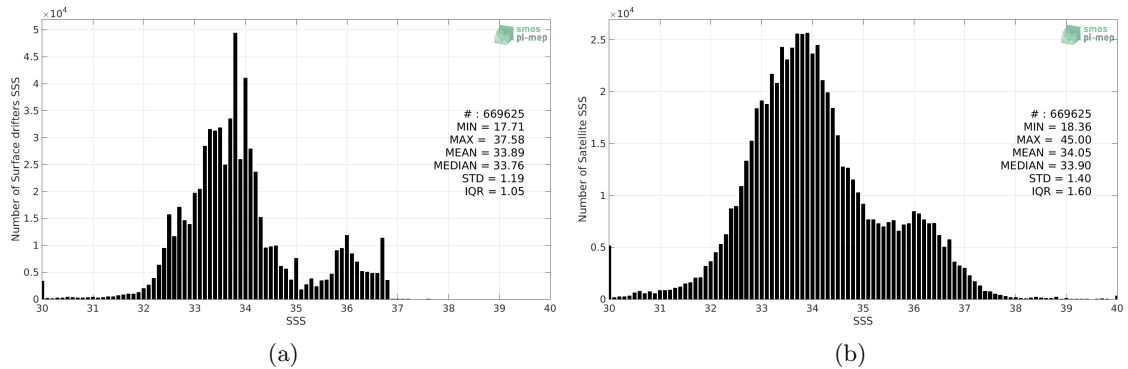 ×10⁴
5
4.5
4
3.5
3
2.5
2
1.5
1
0.5
0
Number of Surface drifters SSS
30 31 32 33 34 35 36 37 38 39 40
SSS
smos
pi-mep
# : 669625
MIN = 17.71
MAX = 37.58
MEAN = 33.89
MEDIAN = 33.76
STD = 1.19
IQR = 1.05
(a)
×10⁴
2.5
2
1.5
1
0.5
0
Number of Satellite SSS
30 31 32 33 34 35 36 37 38 39 40
SSS
smos
pi-mep
# : 669625
MIN = 18.36
MAX = 45.00
MEAN = 34.05
MEDIAN = 33.90
STD = 1.40
IQR = 1.60
(b)